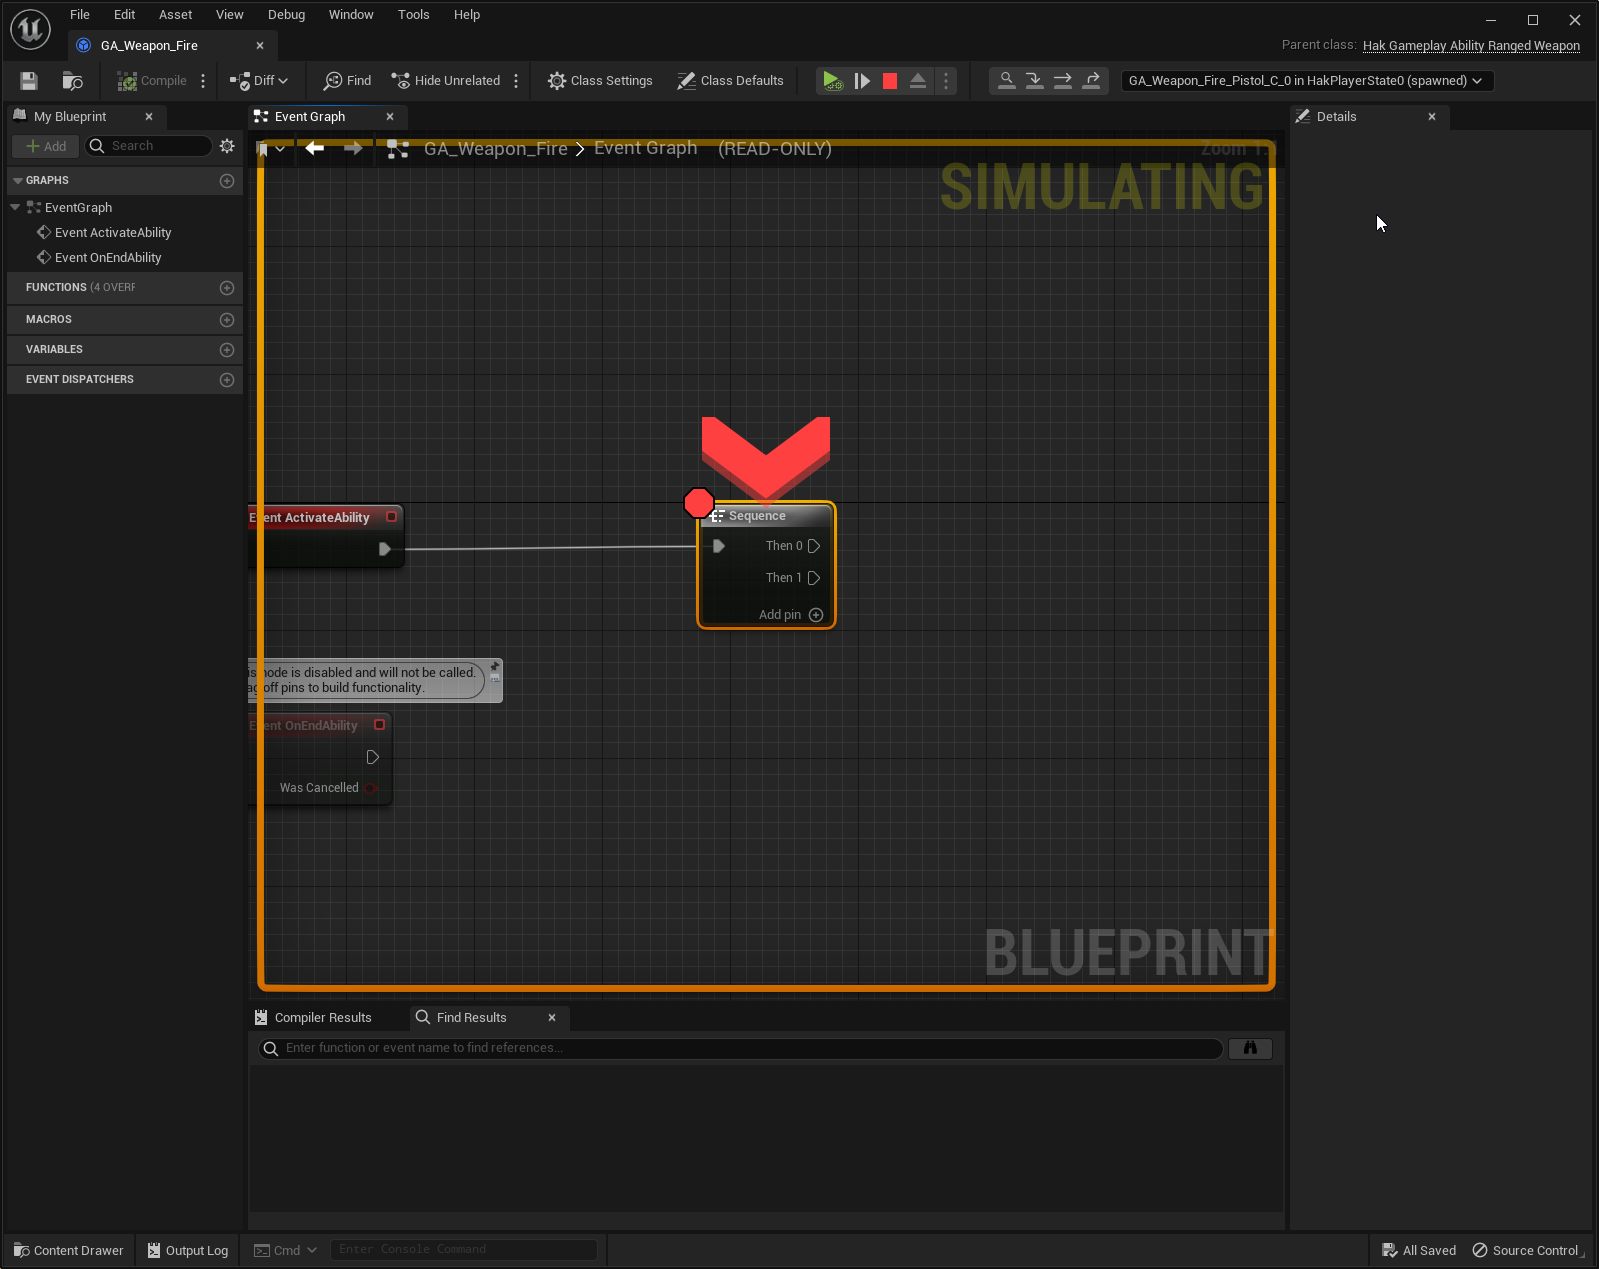 File Edit Asset View Debug Window Tools Help
GA_Weapon_Fire
Parent class: Hak Gameplay Ability Ranged Weapon
Compile Diff Find Hide Unrelated Class Settings Class Defaults GA_Weapon_Fire_Pistol_C_0 in HakPlayerState0 (spawned)
My Blueprint
Event Graph
Details
Add
Search
GA_Weapon_Fire > Event Graph (READ-ONLY)
Zoom 1:1
SIMULATING
GRAPHS
EventGraph
Event ActivateAbility
Event OnEndAbility
FUNCTIONS (4 OVERR
MACROS
VARIABLES
EVENT DISPATCHERS
Event ActivateAbility
Sequence
Then 0
Then 1
Add pin
is node is disabled and will not be called.
ag off pins to build functionality.
Event OnEndAbility
Was Cancelled
BLUEPRINT
Compiler Results
Find Results
Enter function or event name to find references...
Content Drawer
Output Log
Cmd
Enter Console Command
All Saved
Source Control